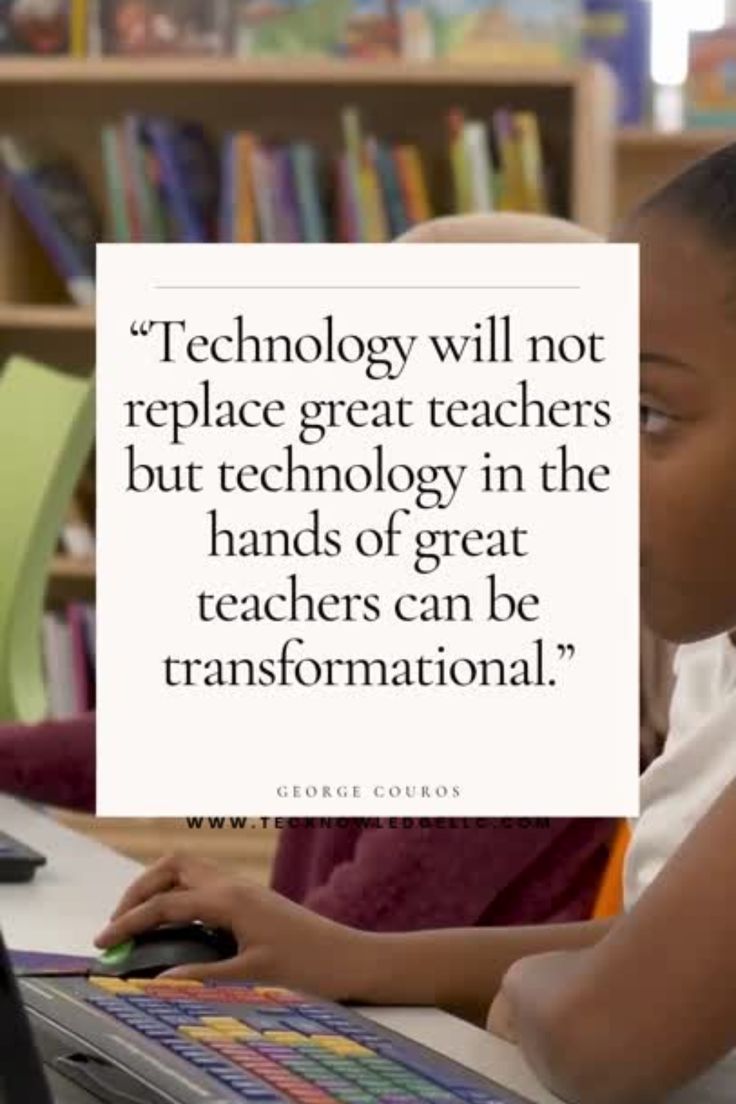 “Technology will not
replace great teachers
but technology in the
hands of great
teachers can be
transformational.”
GEORGE COUROS
WWW.TECKNOWLEDGELLC.COM